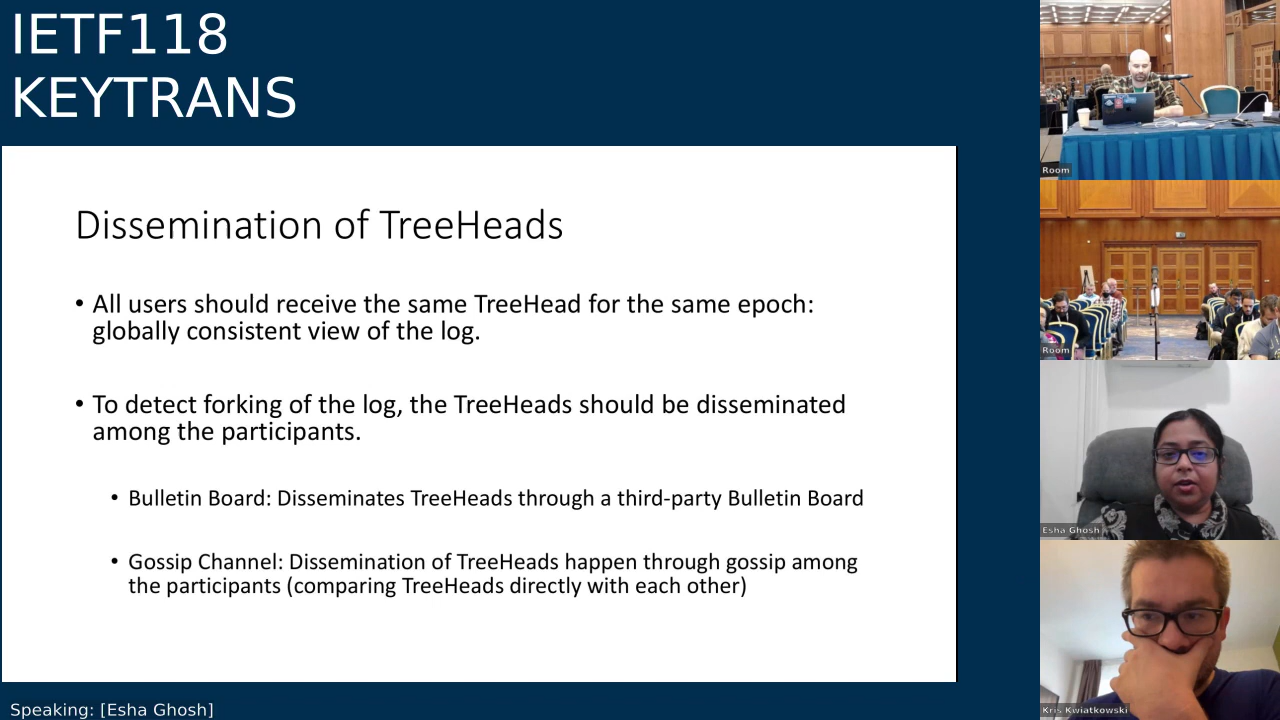 IETF118
KEYTRANS
Dissemination of TreeHeads
• All users should receive the same TreeHead for the same epoch:
globally consistent view of the log.
• To detect forking of the log, the TreeHeads should be disseminated
among the participants.
• Bulletin Board: Disseminates TreeHeads through a third-party Bulletin Board
• Gossip Channel: Dissemination of TreeHeads happen through gossip among
the participants (comparing TreeHeads directly with each other)
Speaking: [Esha Ghosh]
Room
Room
Esha Ghosh
Kris Kwiatkowski